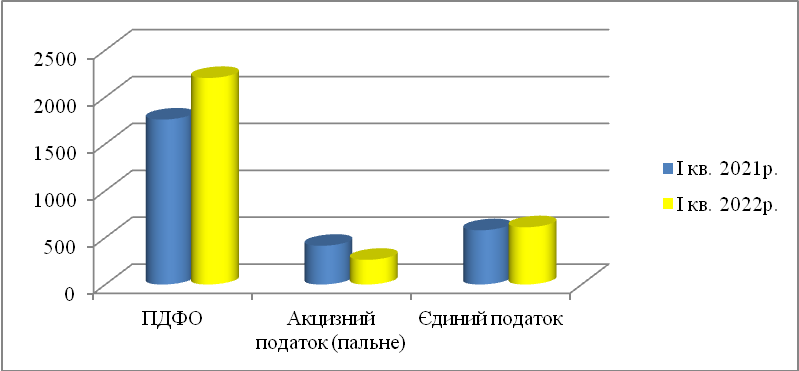 2500
2000
1500
1000
500
0
ПДФО
Акцизний
податок (пальне)
Єдиний податок
І кв. 2021р.
І кв. 2022р.